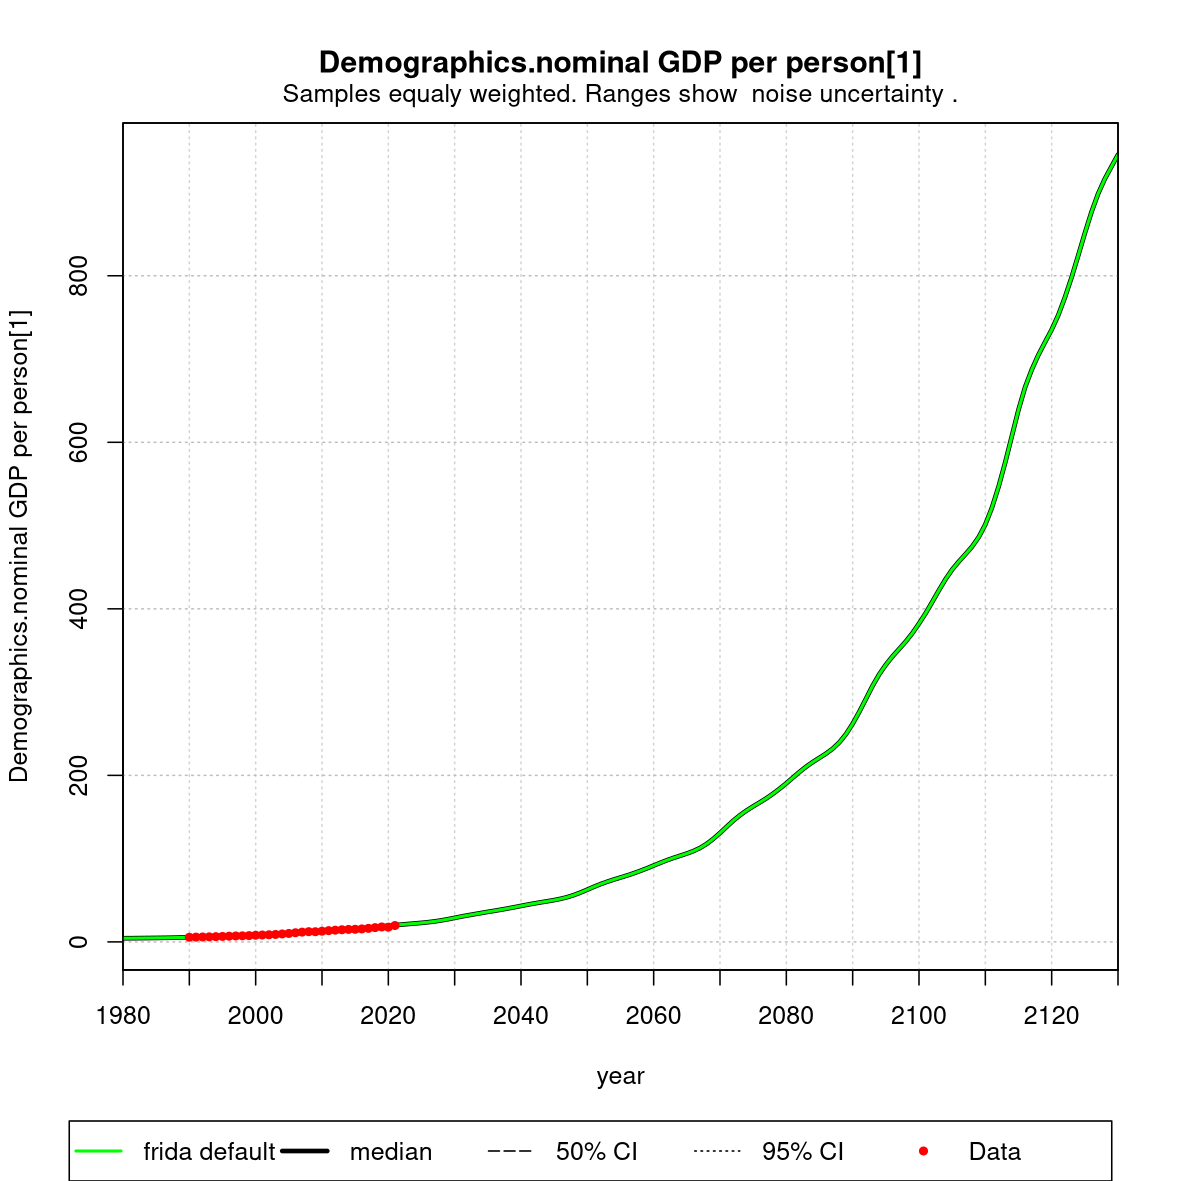 Demographics.nominal GDP per person[1]
Samples equaly weighted. Ranges show  noise uncertainty .
Demographics.nominal GDP per person[1]
800
600
400
200
0
1980 2000 2020 2040 2060 2080 2100 2120
year
frida default median 50% CI 95% CI Data